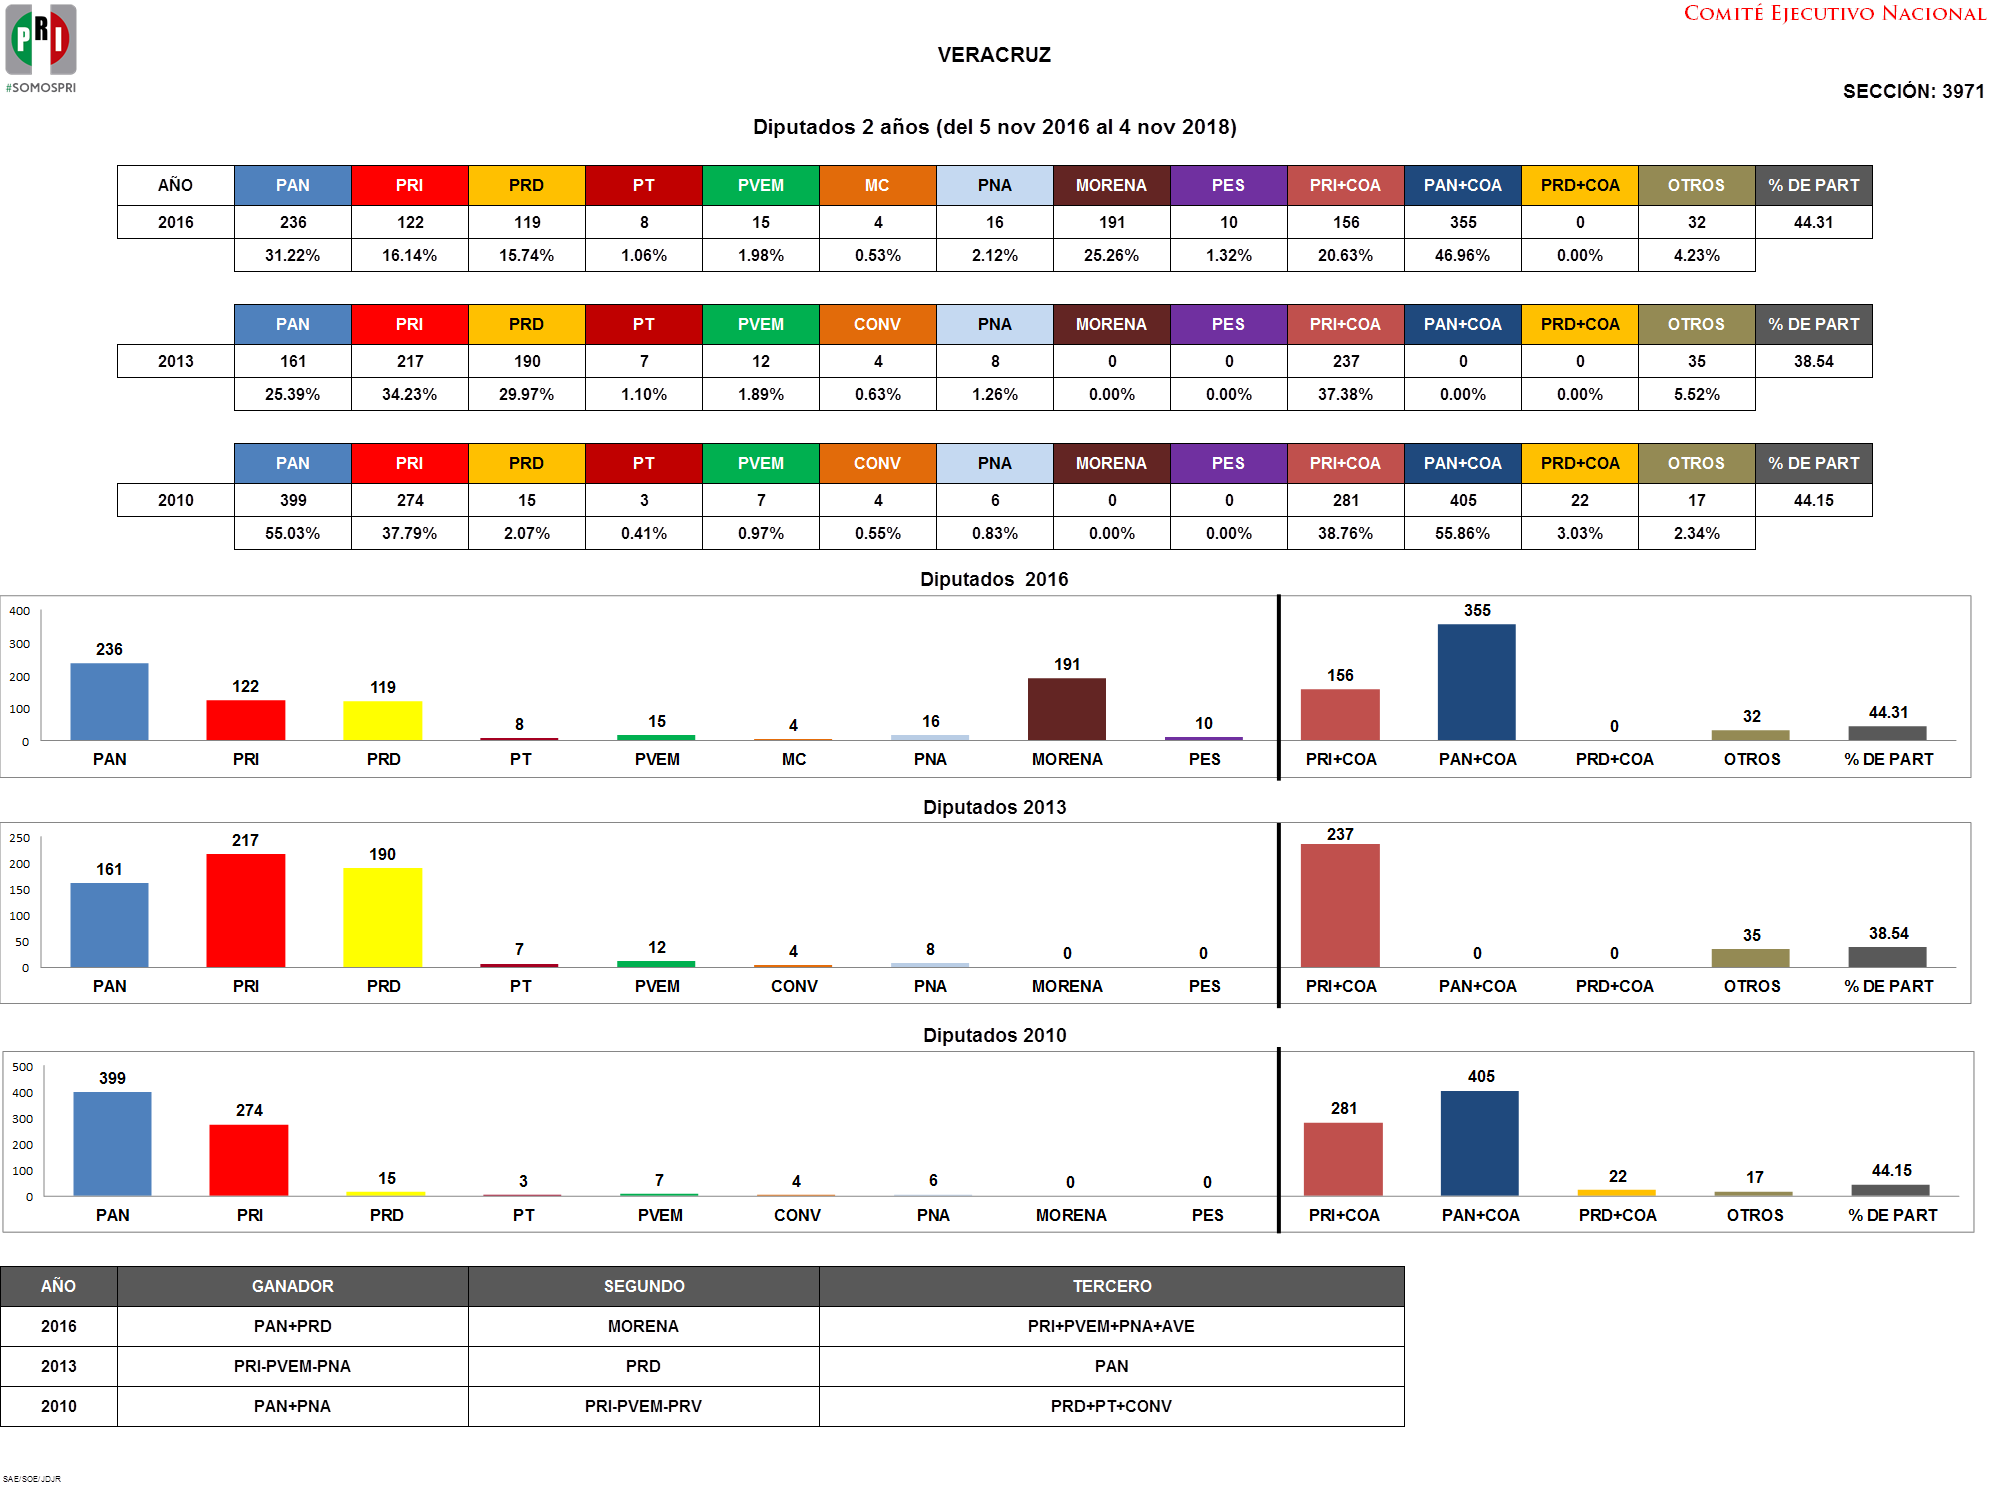 PRI
#SOMOSPRI
COMITÉ EJECUTIVO NACIONAL
VERACRUZ
SECCIÓN: 3971
Diputados 2 años (del 5 nov 2016 al 4 nov 2018)
AÑO PAN PRI PRD PT PVEM MC PNA MORENA PES PRI+COA PAN+COA PRD+COA OTROS % DE PART
2016 236 122 119 8 15 4 16 191 10 156 355 0 32 44.31
31.22% 16.14% 15.74% 1.06% 1.98% 0.53% 2.12% 25.26% 1.32% 20.63% 46.96% 0.00% 4.23%
PAN PRI PRD PT PVEM CONV PNA MORENA PES PRI+COA PAN+COA PRD+COA OTROS % DE PART
2013 161 217 190 7 12 4 8 0 0 237 0 0 35 38.54
25.39% 34.23% 29.97% 1.10% 1.89% 0.63% 1.26% 0.00% 0.00% 37.38% 0.00% 0.00% 5.52%
PAN PRI PRD PT PVEM CONV PNA MORENA PES PRI+COA PAN+COA PRD+COA OTROS % DE PART
2010 399 274 15 3 7 4 6 0 0 281 405 22 17 44.15
55.03% 37.79% 2.07% 0.41% 0.97% 0.55% 0.83% 0.00% 0.00% 38.76% 55.86% 3.03% 2.34%
Diputados 2016
400
300
200
100
0
236 122 119 8 15 4 16 191 10 156 355 0 32 44.31
PAN PRI PRD PT PVEM MC PNA MORENA PES PRI+COA PAN+COA PRD+COA OTROS % DE PART
Diputados 2013
250
200
150
100
50
0
161 217 190 7 12 4 8 0 0 237 0 0 35 38.54
PAN PRI PRD PT PVEM CONV PNA MORENA PES PRI+COA PAN+COA PRD+COA OTROS % DE PART
Diputados 2010
500
400
300
200
100
0
399 274 15 3 7 4 6 0 0 281 405 22 17 44.15
PAN PRI PRD PT PVEM CONV PNA MORENA PES PRI+COA PAN+COA PRD+COA OTROS % DE PART
AÑO GANADOR SEGUNDO TERCERO
2016 PAN+PRD MORENA PRI+PVEM+PNA+AVE
2013 PRI-PVEM-PNA PRD PAN
2010 PAN+PNA PRI-PVEM-PRV PRD+PT+CONV
SAE/SOE/JDJR